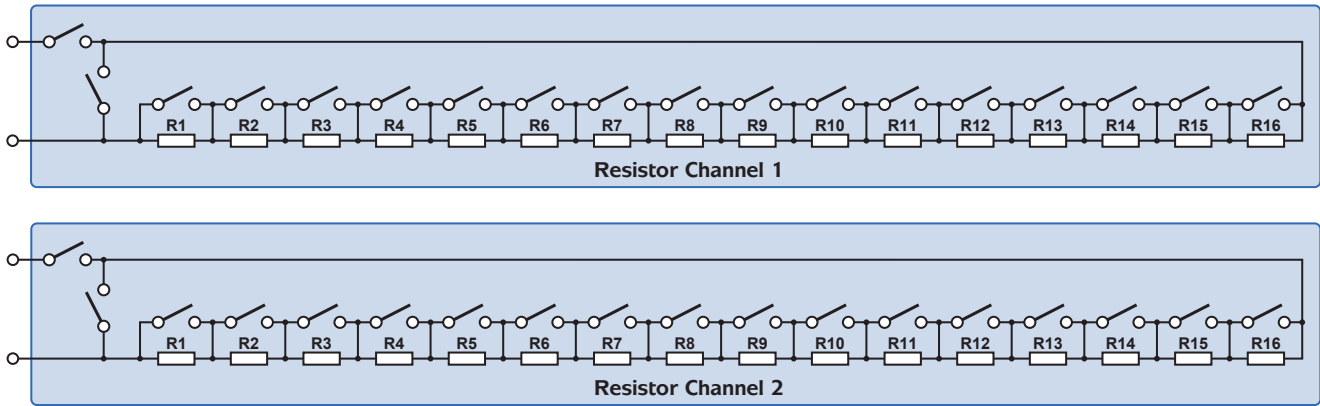 R1 R2 R3 R4 R5 R6 R7 R8 R9 R10 R11 R12 R13 R14 R15 R16
Resistor Channel 1
R1 R2 R3 R4 R5 R6 R7 R8 R9 R10 R11 R12 R13 R14 R15 R16
Resistor Channel 2